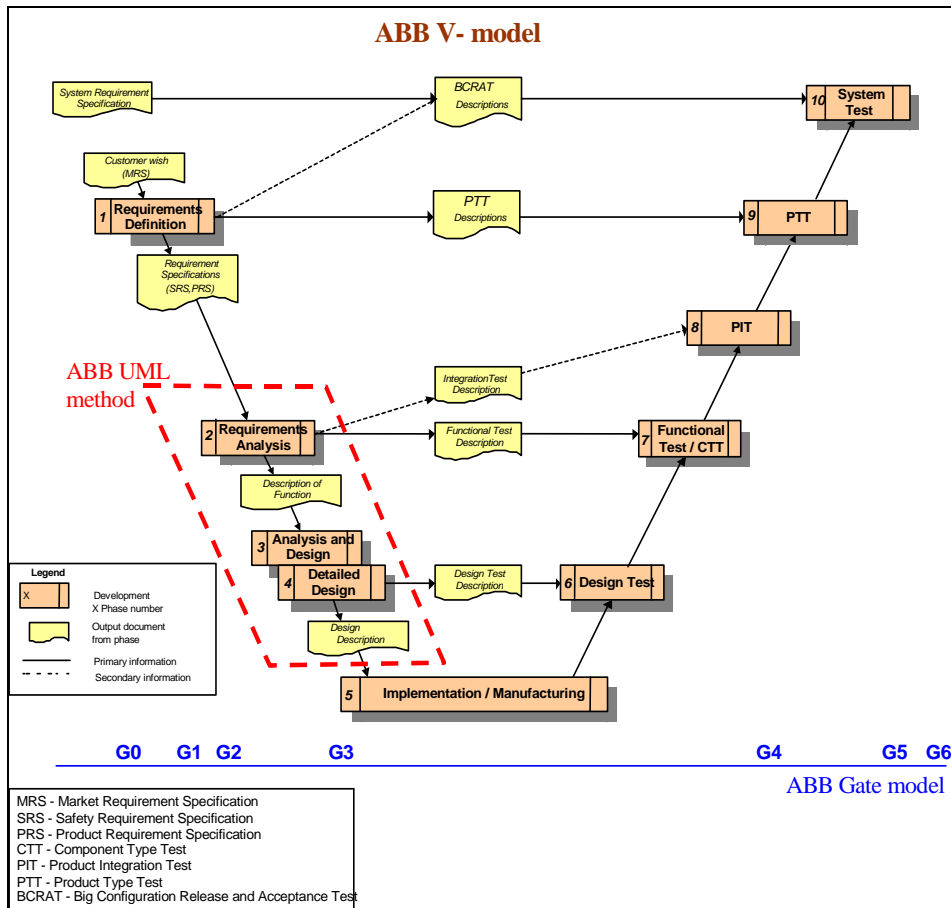 ABB V- model
System Requirement
Specification
BCRAT
Descriptions
10
System
Test
Customer wish
(MRS)
1
Requirements
Definition
PTT
Descriptions
9
PTT
Requirement
Specifications
(SRS,PRS)
8
PIT
ABB UML
method
IntegrationTest
Description
2
Requirements
Analysis
Functional Test
Description
7
Functional
Test / CTT
Description of
Function
3
Analysis and
Design
4
Detailed
Design
Design Test
Description
6
Design Test
Legend
X
Development
X Phase number
Output document
from phase
Primary information
Secondary information
Design
Description
5
Implementation / Manufacturing
G0 G1 G2 G3 G4 G5 G6
ABB Gate model
MRS - Market Requirement Specification
SRS - Safety Requirement Specification
PRS - Product Requirement Specification
CTT - Component Type Test
PIT - Product Integration Test
PTT - Product Type Test
BCRAT - Big Configuration Release and Acceptance Test